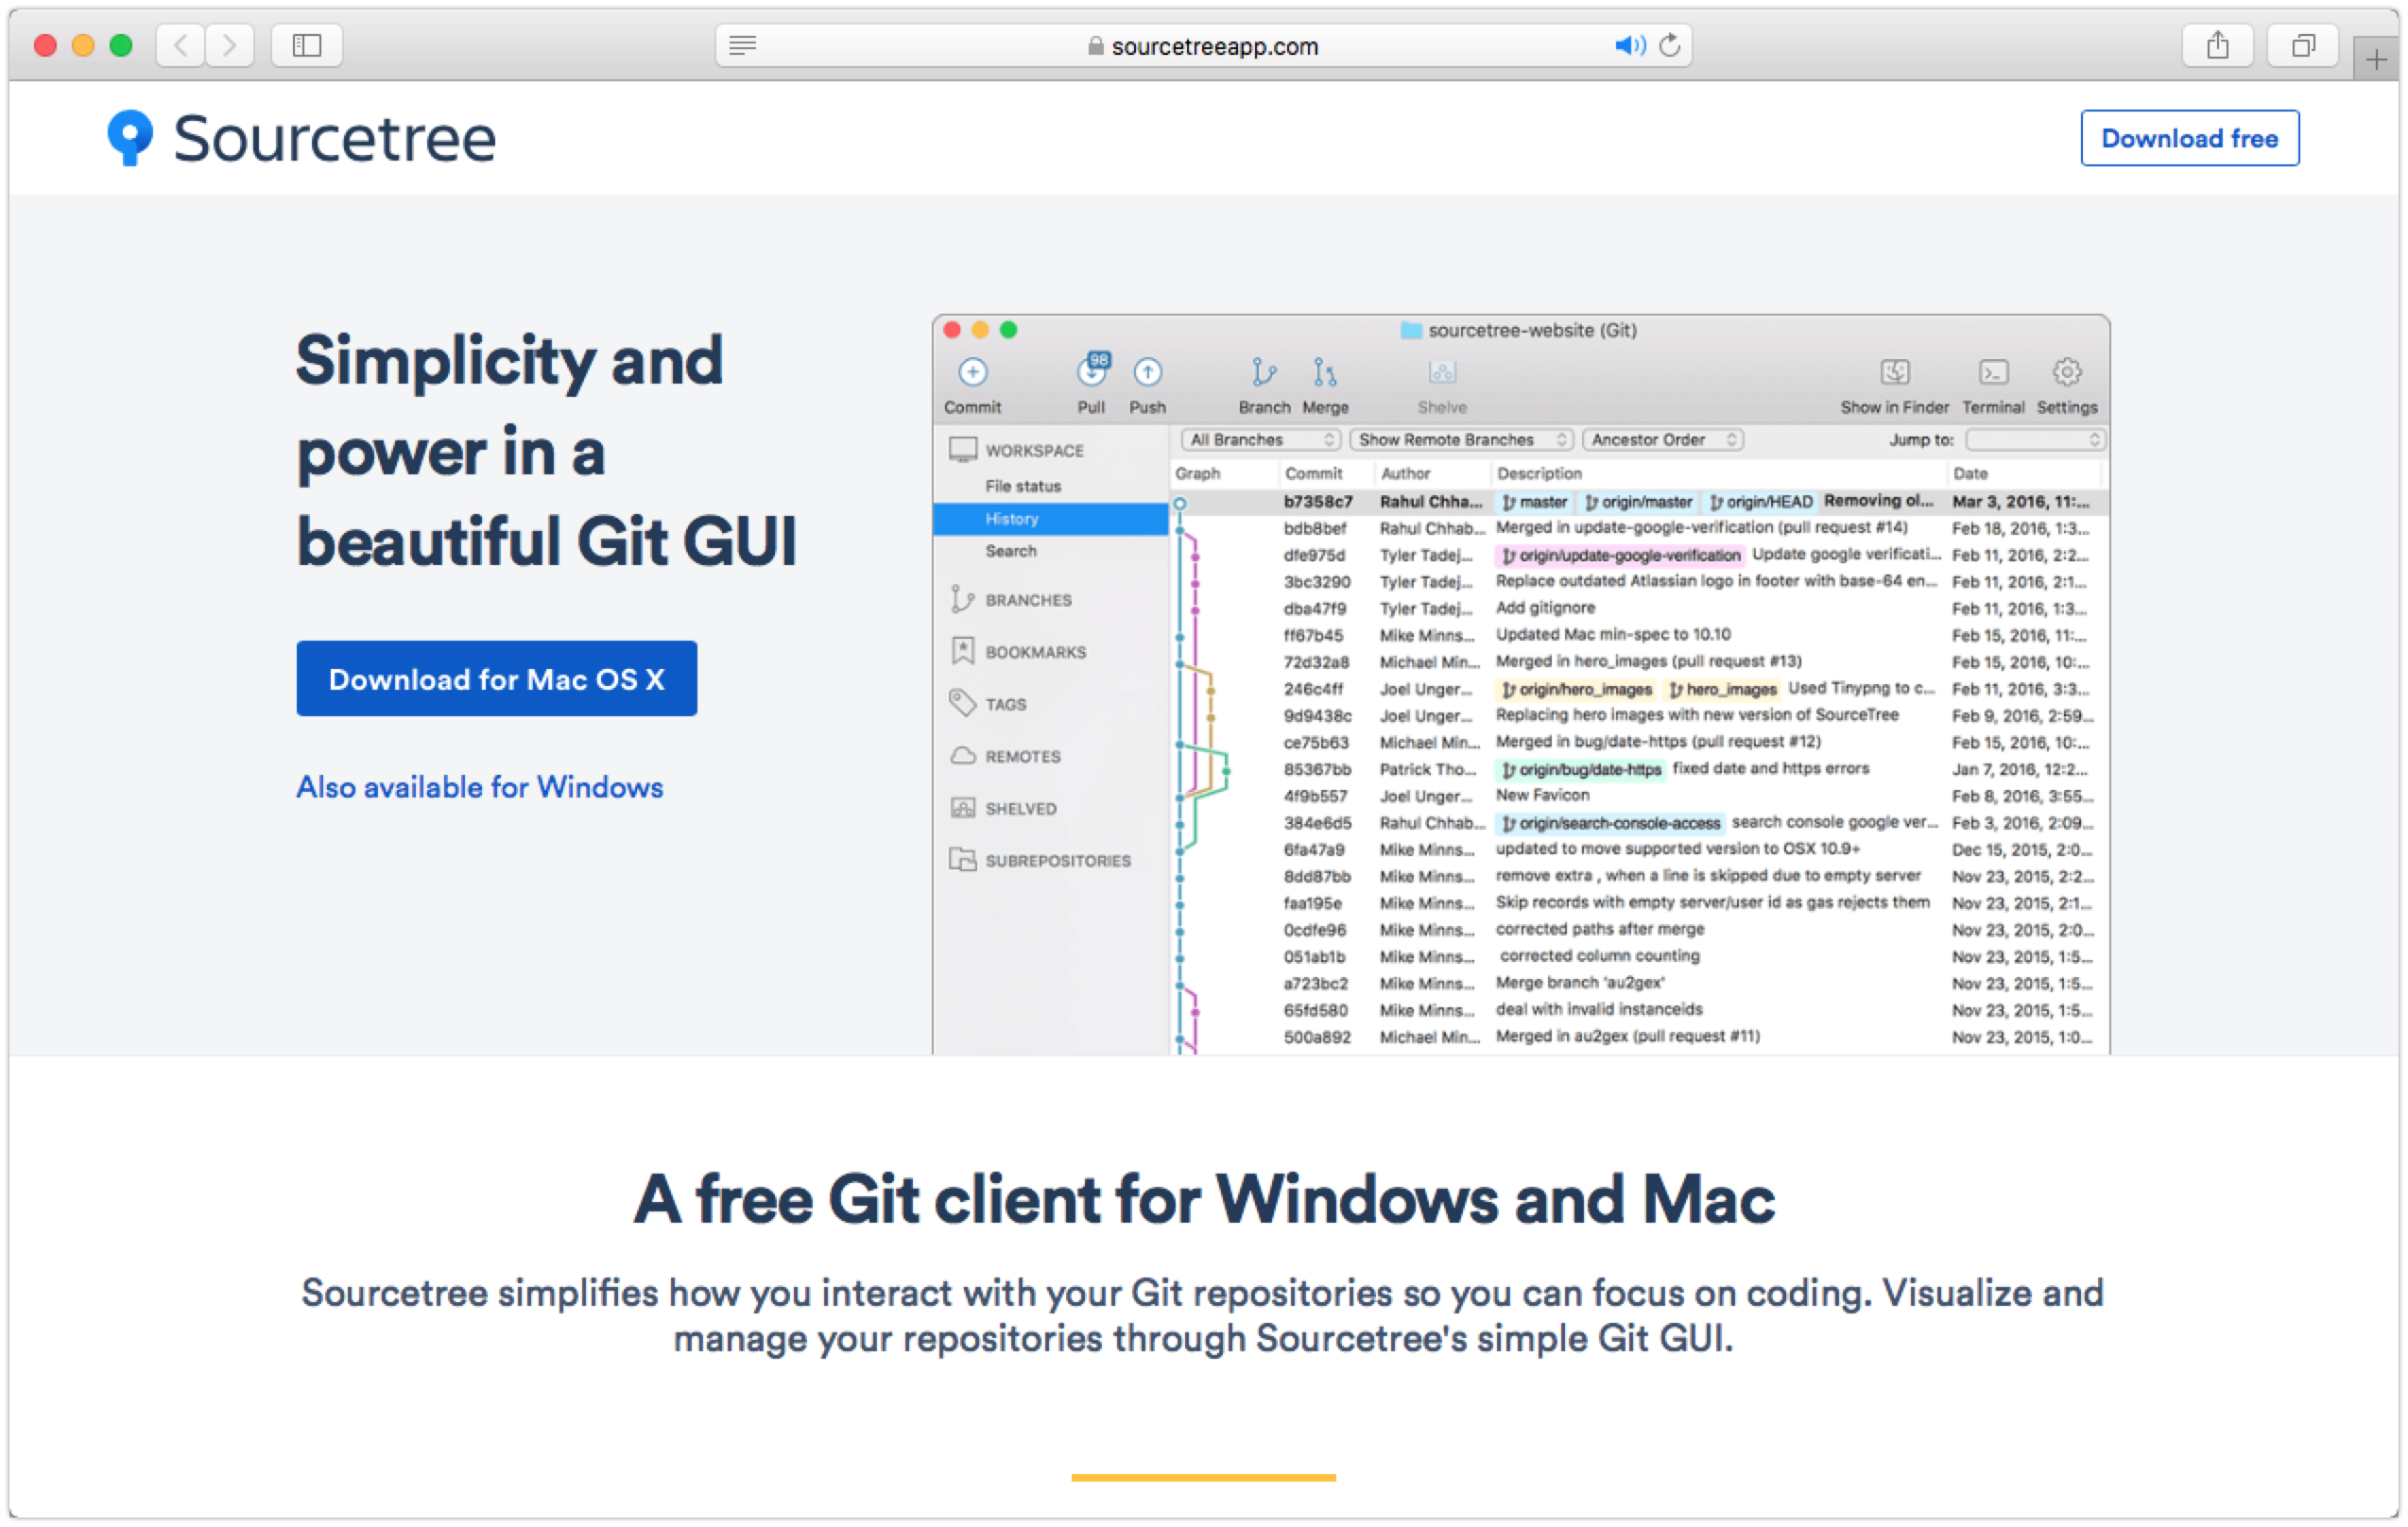 sourcetreeapp.com
Sourcetree
Download free
Simplicity and
power in a
beautiful Git GUI
Download for Mac OS X
Also available for Windows
sourcetree-website (Git)
98
Commit Pull Push Branch Merge Shelve Show in Finder Terminal Settings
WORKSPACE
File status
History
Search
BRANCHES
BOOKMARKS
TAGS
REMOTES
SHELVED
SUBREPOSITORIES
All Branches Show Remote Branches Ancestor Order Jump to:
Graph Commit Author Description Date
b7358c7 Rahul Chha... master origin/master origin/HEAD Removing ol... Mar 3, 2016, 11:...
bdb8bef Rahul Chhab... Merged in update-google-verification (pull request #14) Feb 18, 2016, 1:3...
dfe975d Tyler Tadej... origin/update-google-verification Update google verificati... Feb 11, 2016, 2:2...
3bc3290 Tyler Tadej... Replace outdated Atlassian logo in footer with base-64 en... Feb 11, 2016, 2:1...
dba47f9 Tyler Tadej... Add gitignore Feb 11, 2016, 1:3...
ff67b45 Mike Minns... Updated Mac min-spec to 10.10 Feb 15, 2016, 11:...
72d32a8 Michael Min... Merged in hero_images (pull request #13) Feb 15, 2016, 10:...
246c4ff Joel Unger... origin/hero_images hero_images Used Tinypng to c... Feb 11, 2016, 3:3...
9d9438c Joel Unger... Replacing hero images with new version of SourceTree Feb 9, 2016, 2:59...
ce75b63 Michael Min... Merged in bug/date-https (pull request #12) Feb 15, 2016, 10:...
85367bb Patrick Tho... origin/bug/date-https fixed date and https errors Jan 7, 2016, 12:2...
4f9b557 Joel Unger... New Favicon Feb 8, 2016, 3:55...
384e6d5 Rahul Chhab... origin/search-console-access search console google ver... Feb 3, 2016, 2:09...
6fa47a9 Mike Minns... updated to move supported version to OSX 10.9+ Dec 15, 2015, 2:0...
8dd87bb Mike Minns... remove extra , when a line is skipped due to empty server Nov 23, 2015, 2:2...
faa195e Mike Minns... Skip records with empty server/user id as gas rejects them Nov 23, 2015, 2:1...
0cdfe96 Mike Minns... corrected paths after merge Nov 23, 2015, 2:0...
051ab1b Mike Minns... corrected column counting Nov 23, 2015, 1:5...
a723bc2 Mike Minns... Merge branch 'au2gex' Nov 23, 2015, 1:5...
65fd580 Mike Minns... deal with invalid instanceids Nov 23, 2015, 1:5...
500a892 Michael Min... Merged in au2gex (pull request #11) Nov 23, 2015, 1:0...
A free Git client for Windows and Mac
Sourcetree simplifies how you interact with your Git repositories so you can focus on coding. Visualize and
manage your repositories through Sourcetree's simple Git GUI.